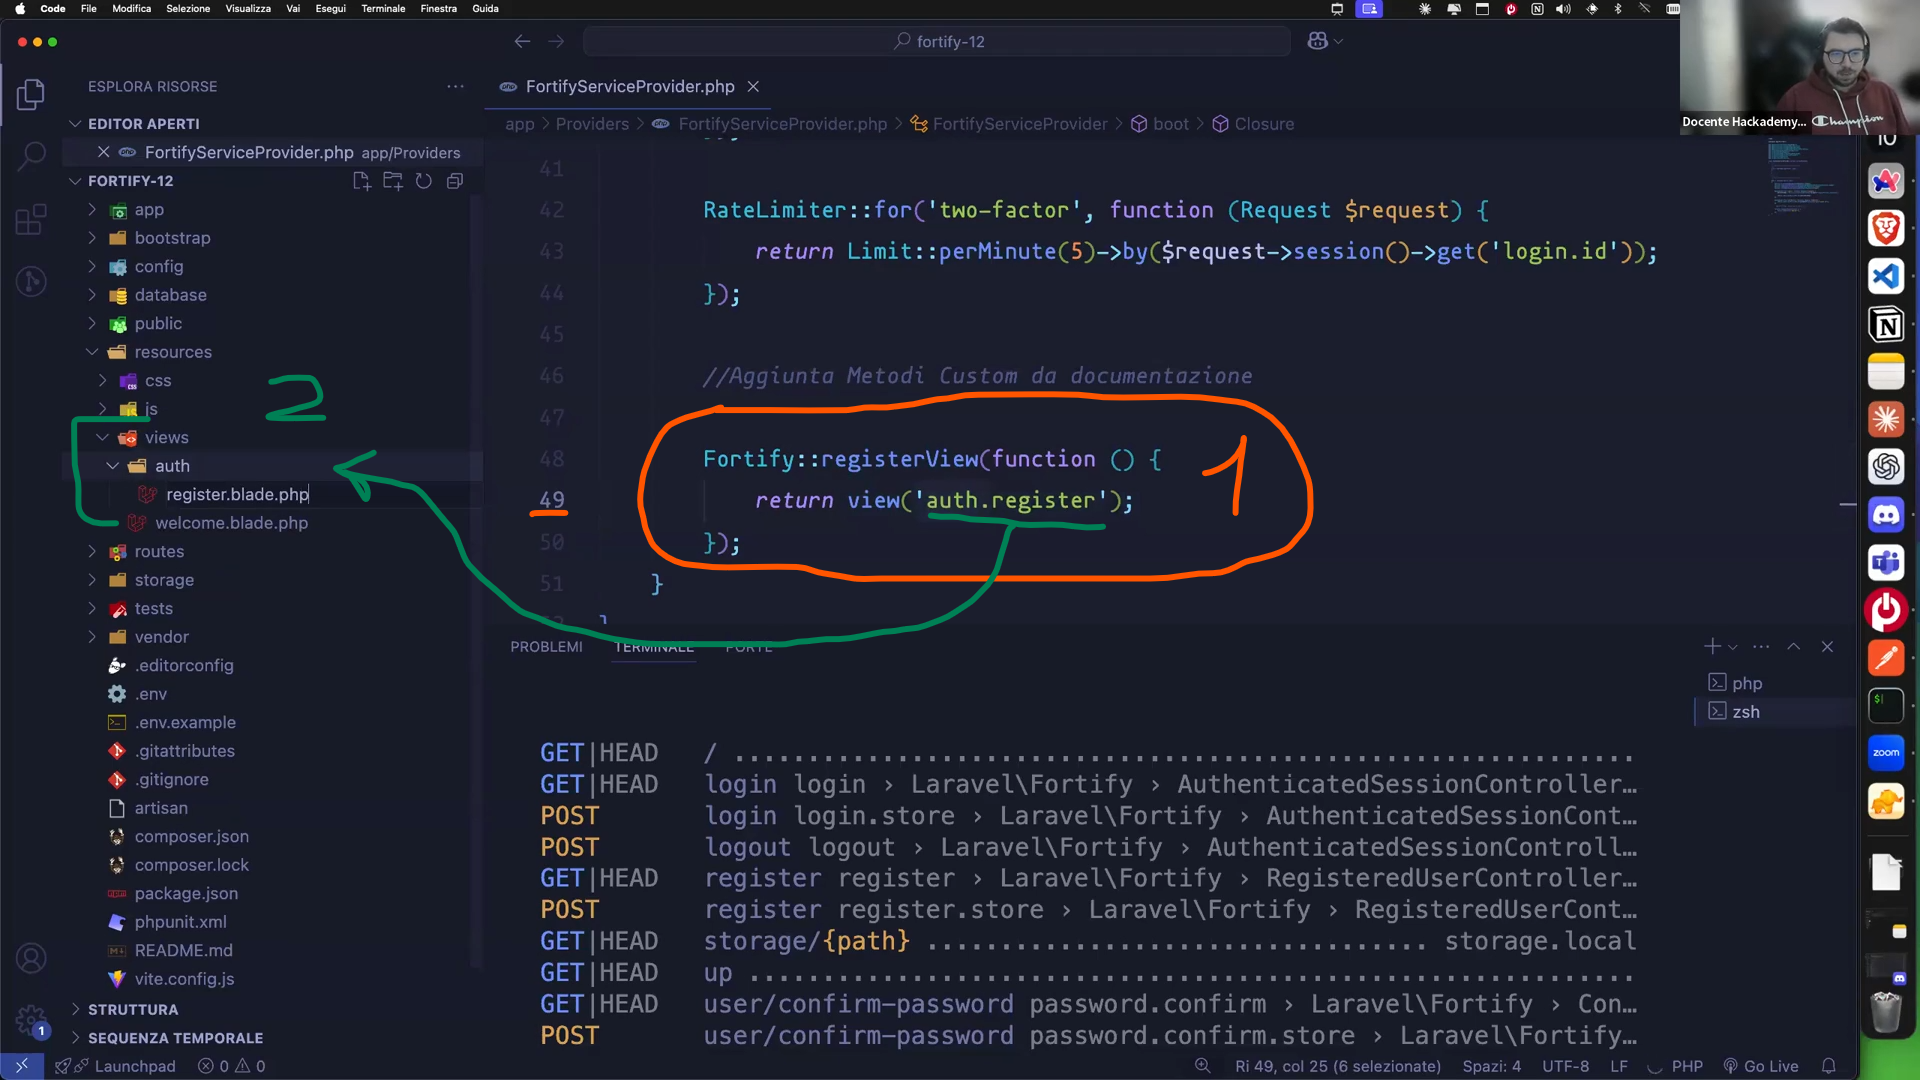 Code File Modifica Selezione Visualizza Vai Esegui Terminale Finestra Guida
fortify-12
ESPLORA RISORSE
FortifyServiceProvider.php
EDITOR APERTI
FortifyServiceProvider.php app/Providers
app > Providers > FortifyServiceProvider.php > FortifyServiceProvider > boot > Closure
Docente Hackademy...
Champion
FORTIFY-12
app
bootstrap
config
database
public
resources
css
js
views
auth
register.blade.php
welcome.blade.php
routes
storage
tests
vendor
.editorconfig
.env
.env.example
.gitattributes
.gitignore
artisan
composer.json
composer.lock
package.json
phpunit.xml
README.md
vite.config.js
STRUTTURA
SEQUENZA TEMPORALE
2
41
42 RateLimiter::for('two-factor', function (Request $request) {
43 return Limit::perMinute(5)->by($request->session()->get('login.id'));
44 });
45
46 //Aggiunta Metodi Custom da documentazione
47
48 Fortify::registerView(function () {
49 return view('auth.register');
50 });
51 }
}
1
PROBLEMI TERMINALE PORTE
php
zsh
GET|HEAD / ..............................................................
GET|HEAD login login › Laravel\Fortify › AuthenticatedSessionController…
POST login login.store › Laravel\Fortify › AuthenticatedSessionCont…
POST logout logout › Laravel\Fortify › AuthenticatedSessionControll…
GET|HEAD register register › Laravel\Fortify › RegisteredUserController…
POST register register.store › Laravel\Fortify › RegisteredUserCont…
GET|HEAD storage/{path} .................................. storage.local
GET|HEAD up .............................................................
GET|HEAD user/confirm-password password.confirm › Laravel\Fortify › Con…
POST user/confirm-password password.confirm.store › Laravel\Fortify…
zoom
1
Launchpad 0 0
Ri 49, col 25 (6 selezionate) Spazi: 4 UTF-8 LF PHP Go Live